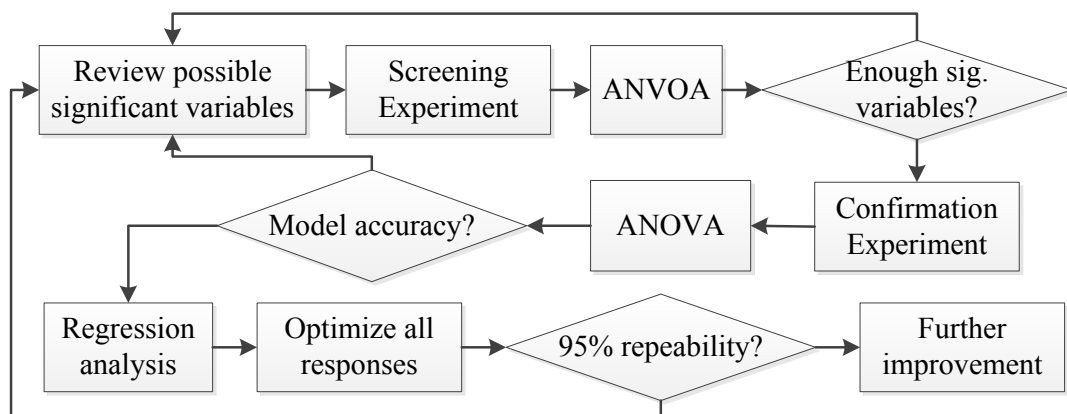 Review possible
significant variables
Screening
Experiment
ANVOA
Enough sig.
variables?
Confirmation
Experiment
ANOVA
Model accuracy?
Regression
analysis
Optimize all
responses
95% repeability?
Further
improvement